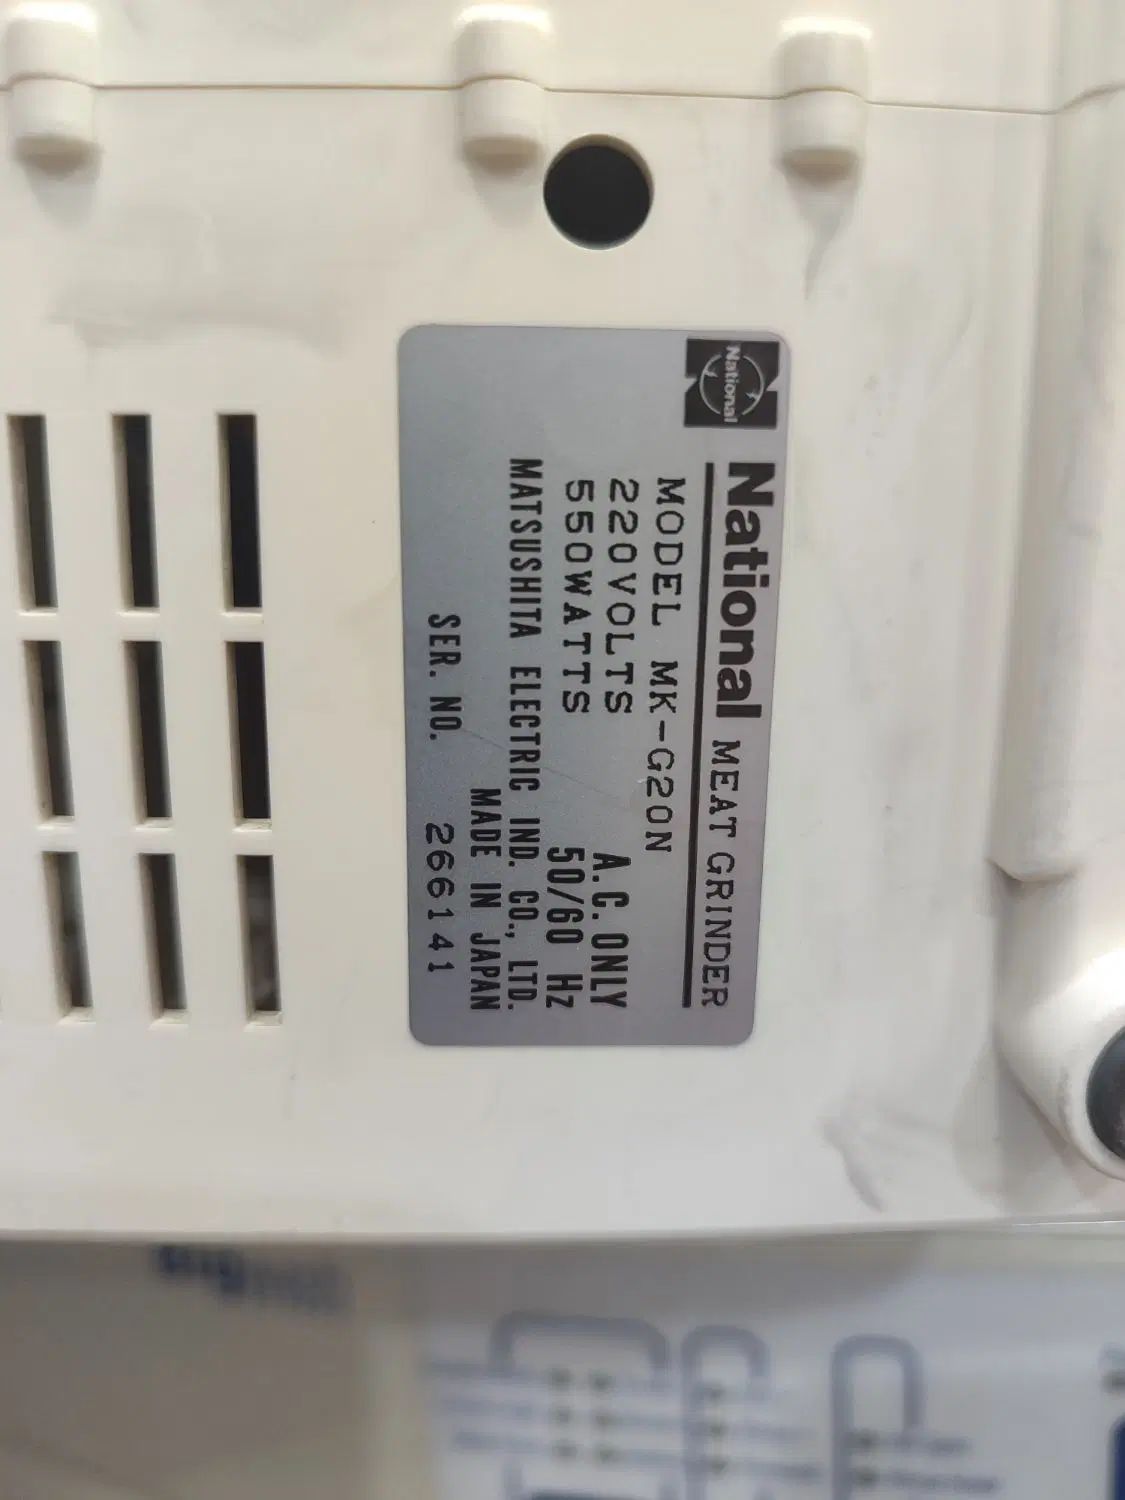 National
National MEAT GRINDER
MODEL MK-G20N
220VOLTS A.C. ONLY
550WATTS 50/60 Hz
MATSUSHITA ELECTRIC IND. CO., LTD.
MADE IN JAPAN
SER. NO. 266141